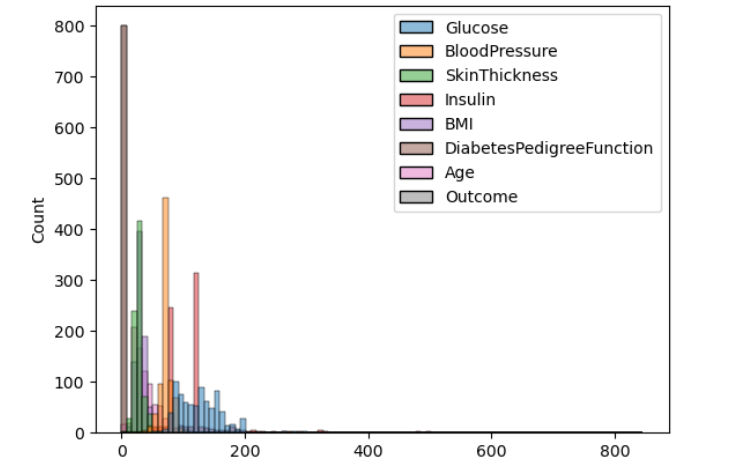 800
700
600
500
400
300
200
100
0
Count
0 200 400 600 800
Glucose
BloodPressure
SkinThickness
Insulin
BMI
DiabetesPedigreeFunction
Age
Outcome